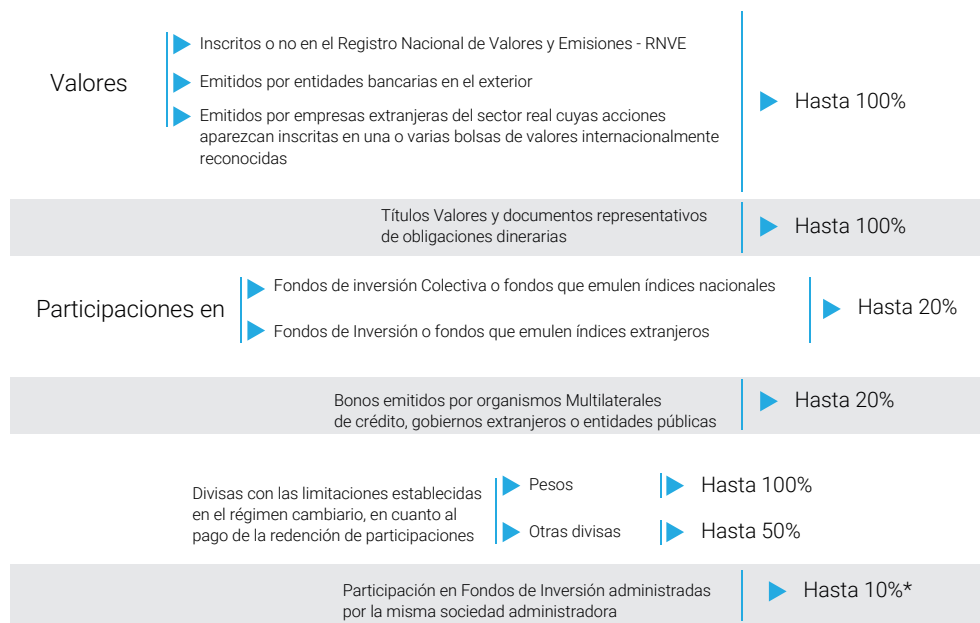 Valores
Inscritos o no en el Registro Nacional de Valores y Emisiones - RNVE
Emitidos por entidades bancarias en el exterior
Emitidos por empresas extranjeras del sector real cuyas acciones
aparezcan inscritas en una o varias bolsas de valores internacionalmente
reconocidas
Hasta 100%
Títulos Valores y documentos representativos
de obligaciones dinerarias
Hasta 100%
Participaciones en
Fondos de inversión Colectiva o fondos que emulen índices nacionales
Fondos de Inversión o fondos que emulen índices extranjeros
Hasta 20%
Bonos emitidos por organismos Multilaterales
de crédito, gobiernos extranjeros o entidades públicas
Hasta 20%
Divisas con las limitaciones establecidas
en el régimen cambiario, en cuanto al
pago de la redención de participaciones
Pesos
Hasta 100%
Otras divisas
Hasta 50%
Participación en Fondos de Inversión administradas
por la misma sociedad administradora
Hasta 10%*